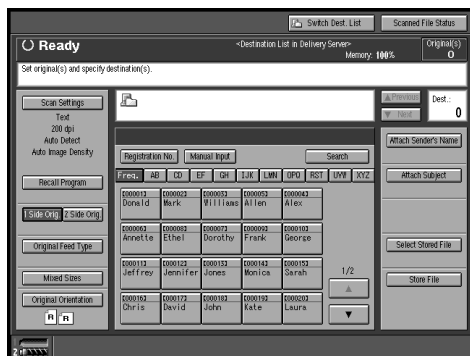 Switch Dest. List
Scanned File Status
Ready
<Destination List in Delivery Server>
Memory: 100%
Original(s)
0
Set original(s) and specify destination(s).
Scan Settings
Text
200 dpi
Auto Detect
Auto Image Density
Recall Program
1 Side Orig.
2 Side Orig.
Original Feed Type
Mixed Sizes
Original Orientation
R R
▲ Previous
▼ Next
Dest.:
0
Registration No.
Manual Input
Search
Freq. AB CD EF GH IJK LMN OPQ RST UVW XYZ
[00001] [00002] [00003] [00005] [00004]
Donald Mark Williams Allen Alex
[00006] [00008] [00007] [00009] [00010]
Annette Ethel Dorothy Frank George
[00011] [00012] [00013] [00014] [00015]
Jeffrey Jennifer Jones Monica Sarah
[00016] [00017] [00018] [00019] [00020]
Chris David John Kate Laura
1/2
▲
▼
Attach Sender's Name
Attach Subject
Select Stored File
Store File
2